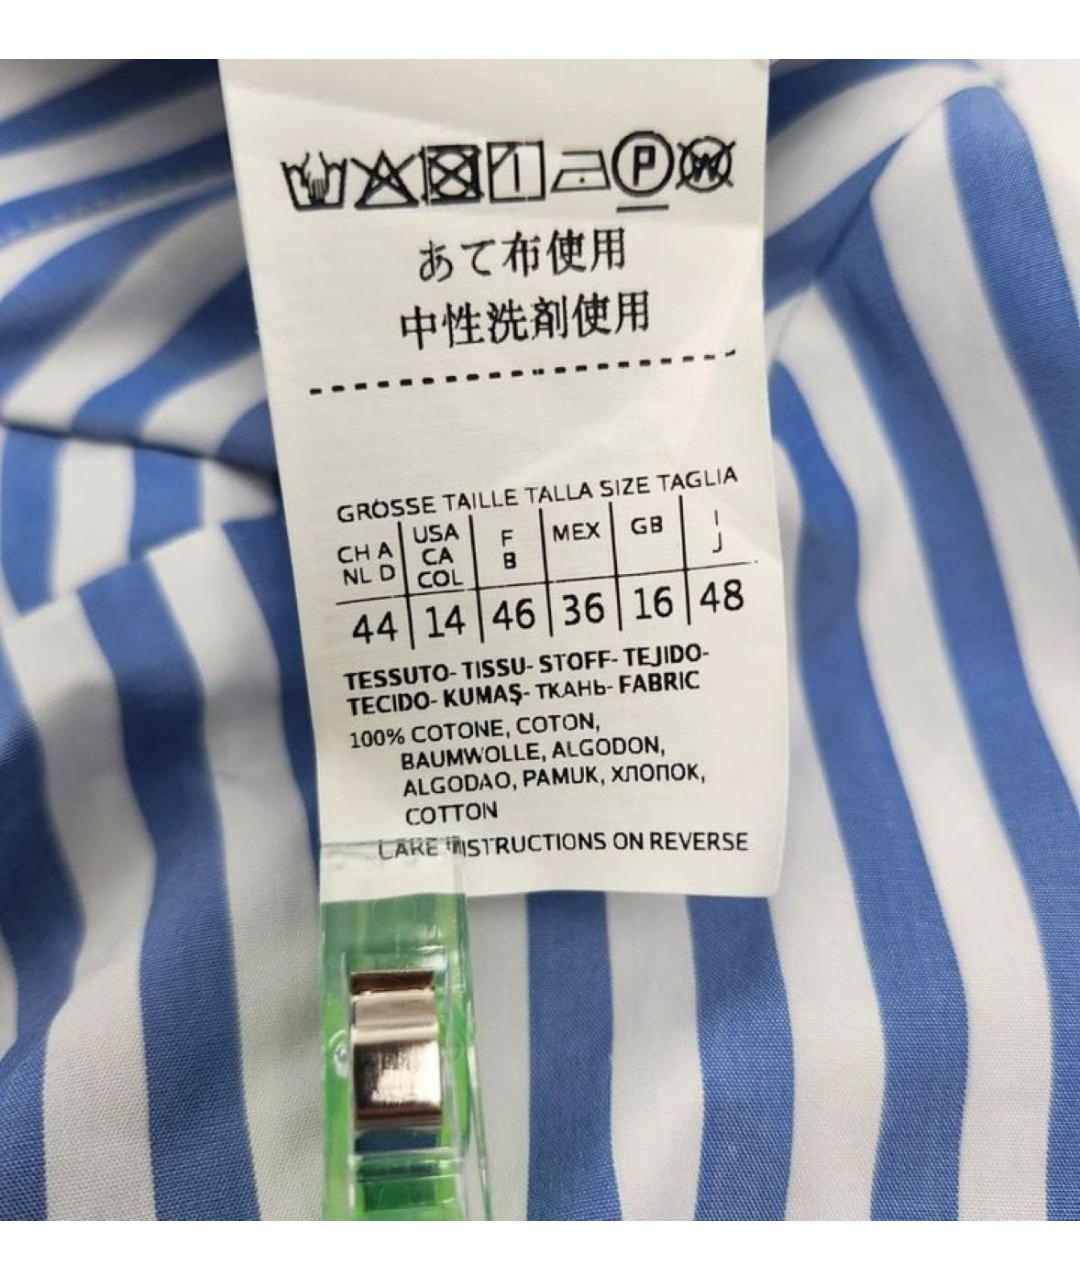 P W
あて布使用
中性洗剤使用
GROSSE TAILLE TALLA SIZE TAGLIA
CH A NL D USA CA COL F B MEX GB I J
44 14 46 36 16 48
TESSUTO- TISSU- STOFF- TEJIDO-
TECIDO- KUMAŞ- ТКАНЬ- FABRIC
100% COTONE, COTON,
BAUMWOLLE, ALGODON,
ALGODAO, PAMUK, ХЛОПОК,
COTTON
CARE INSTRUCTIONS ON REVERSE